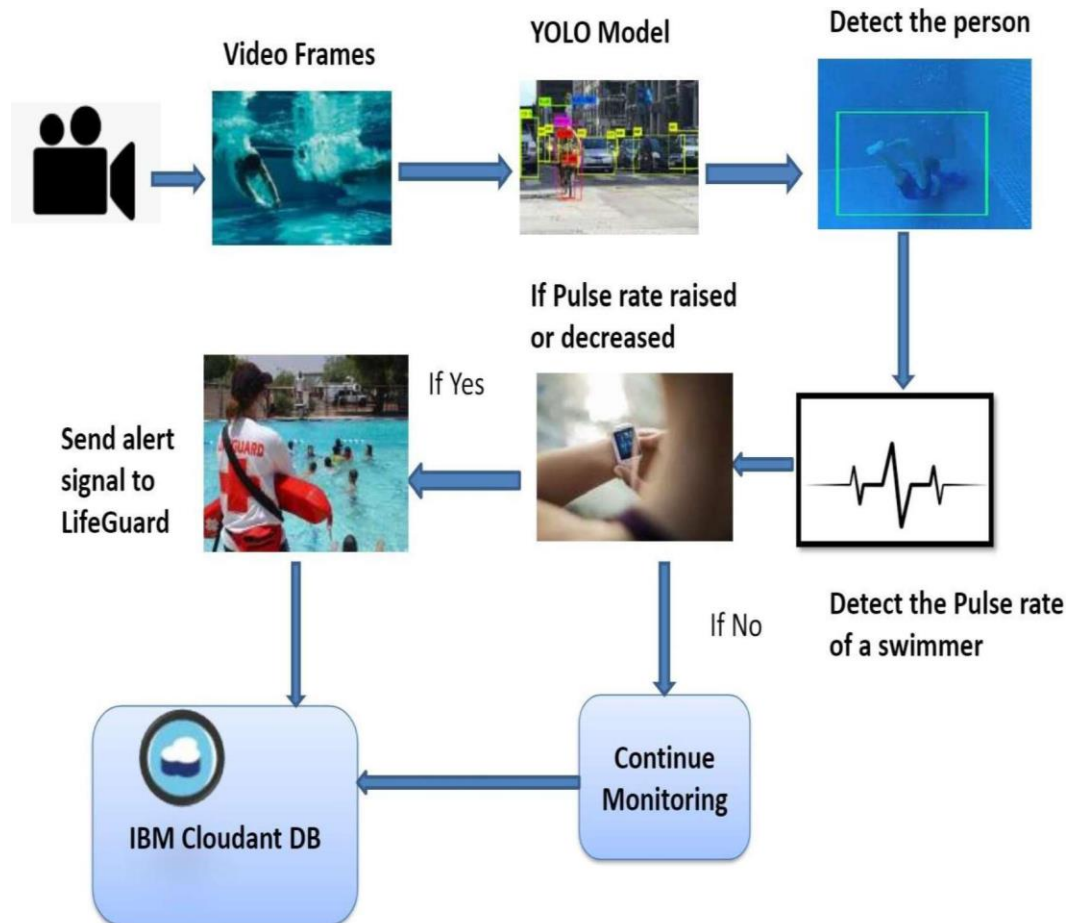 Video Frames
YOLO Model
Detect the person
If Pulse rate raised
or decreased
If Yes
Send alert
signal to
LifeGuard
GUARD
Detect the Pulse rate
of a swimmer
If No
Continue
Monitoring
IBM Cloudant DB